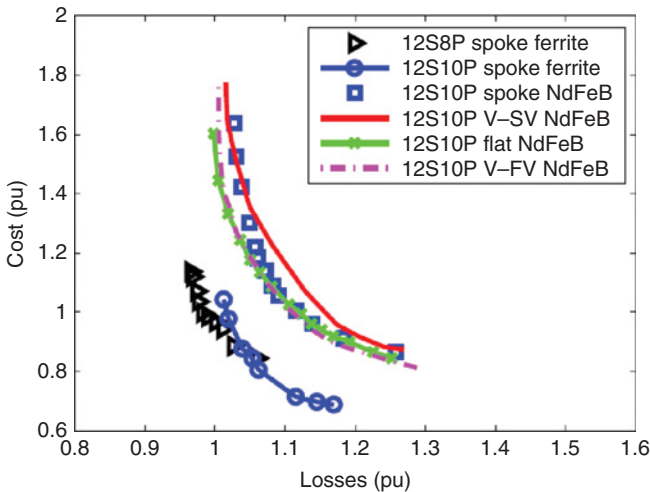 2
1.8
1.6
1.4
1.2
1
0.8
0.6
Cost (pu)
12S8P spoke ferrite
12S10P spoke ferrite
12S10P spoke NdFeB
12S10P V–SV NdFeB
12S10P flat NdFeB
12S10P V–FV NdFeB
0.8 0.9 1 1.1 1.2 1.3 1.4 1.5 1.6
Losses (pu)